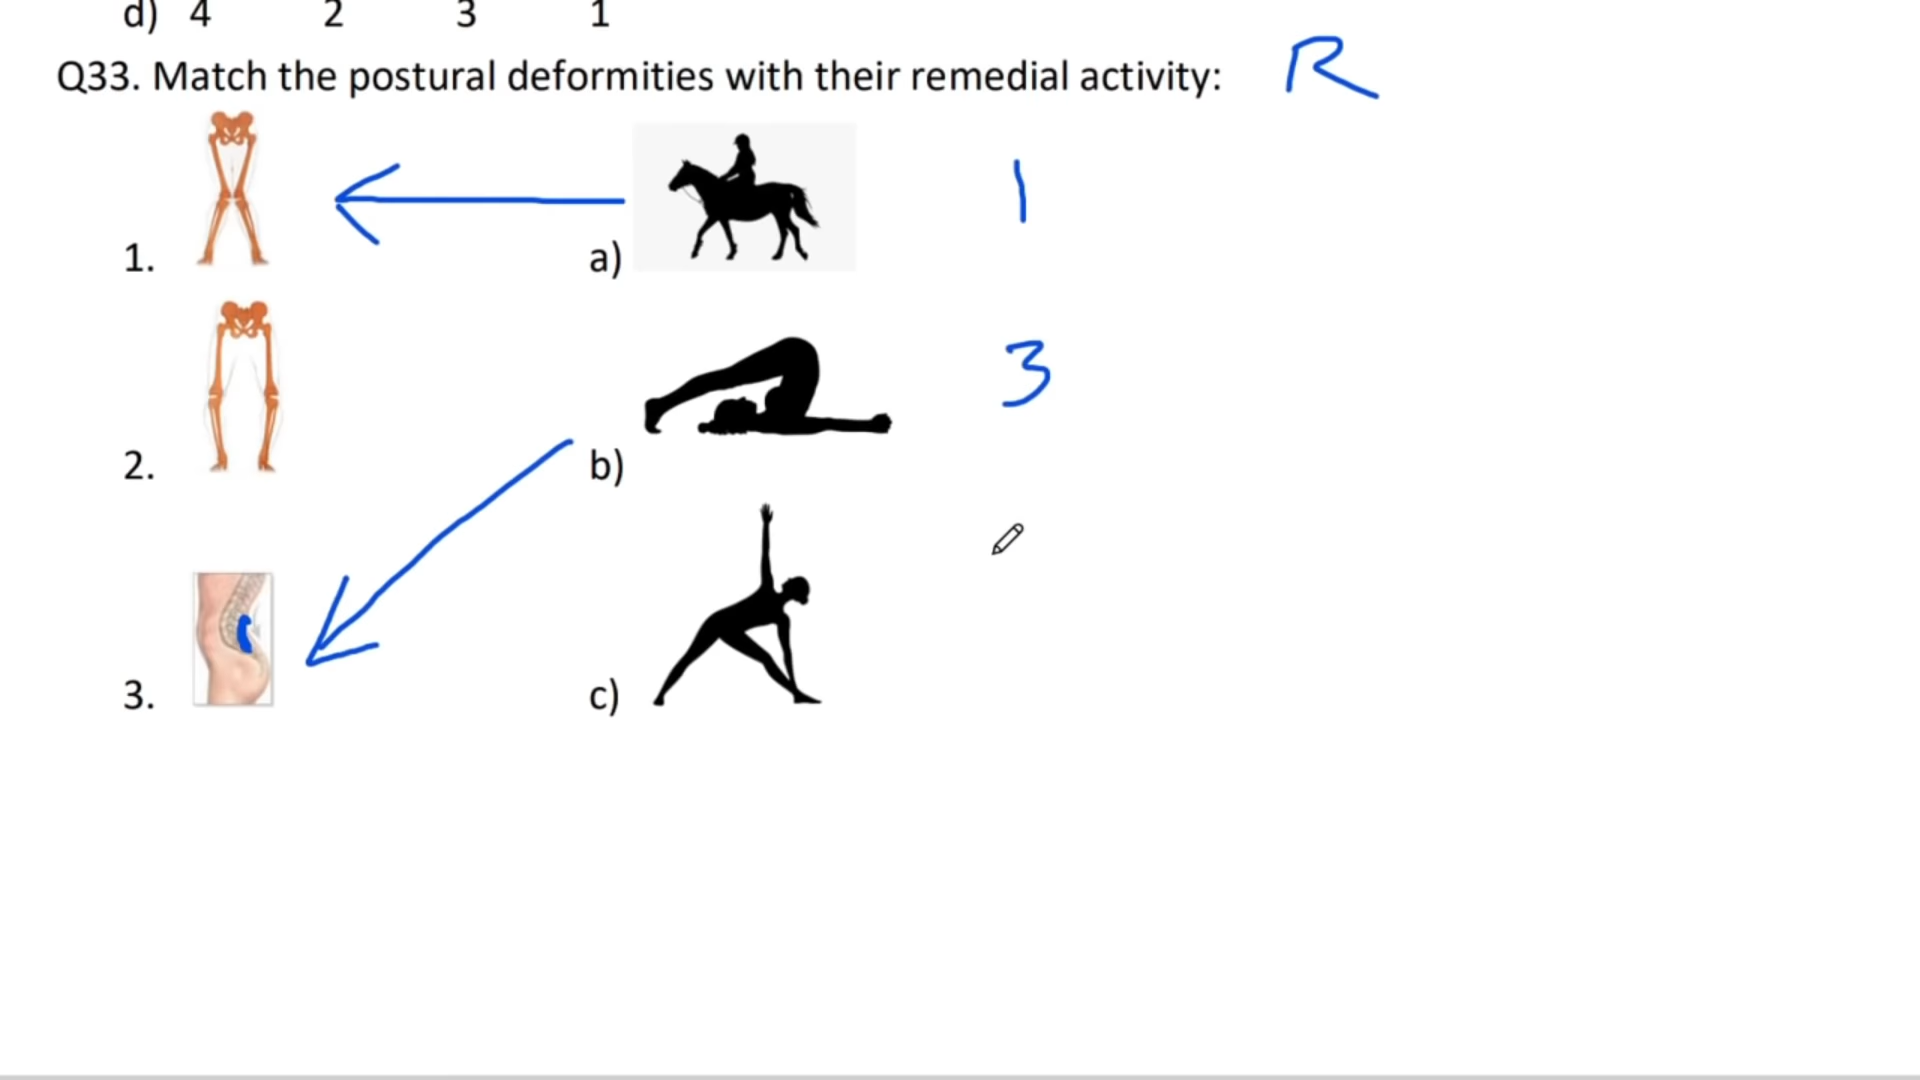 d) 4 2 3 1
Q33. Match the postural deformities with their remedial activity: R
1. a) 1
2. b) 3
3. c)